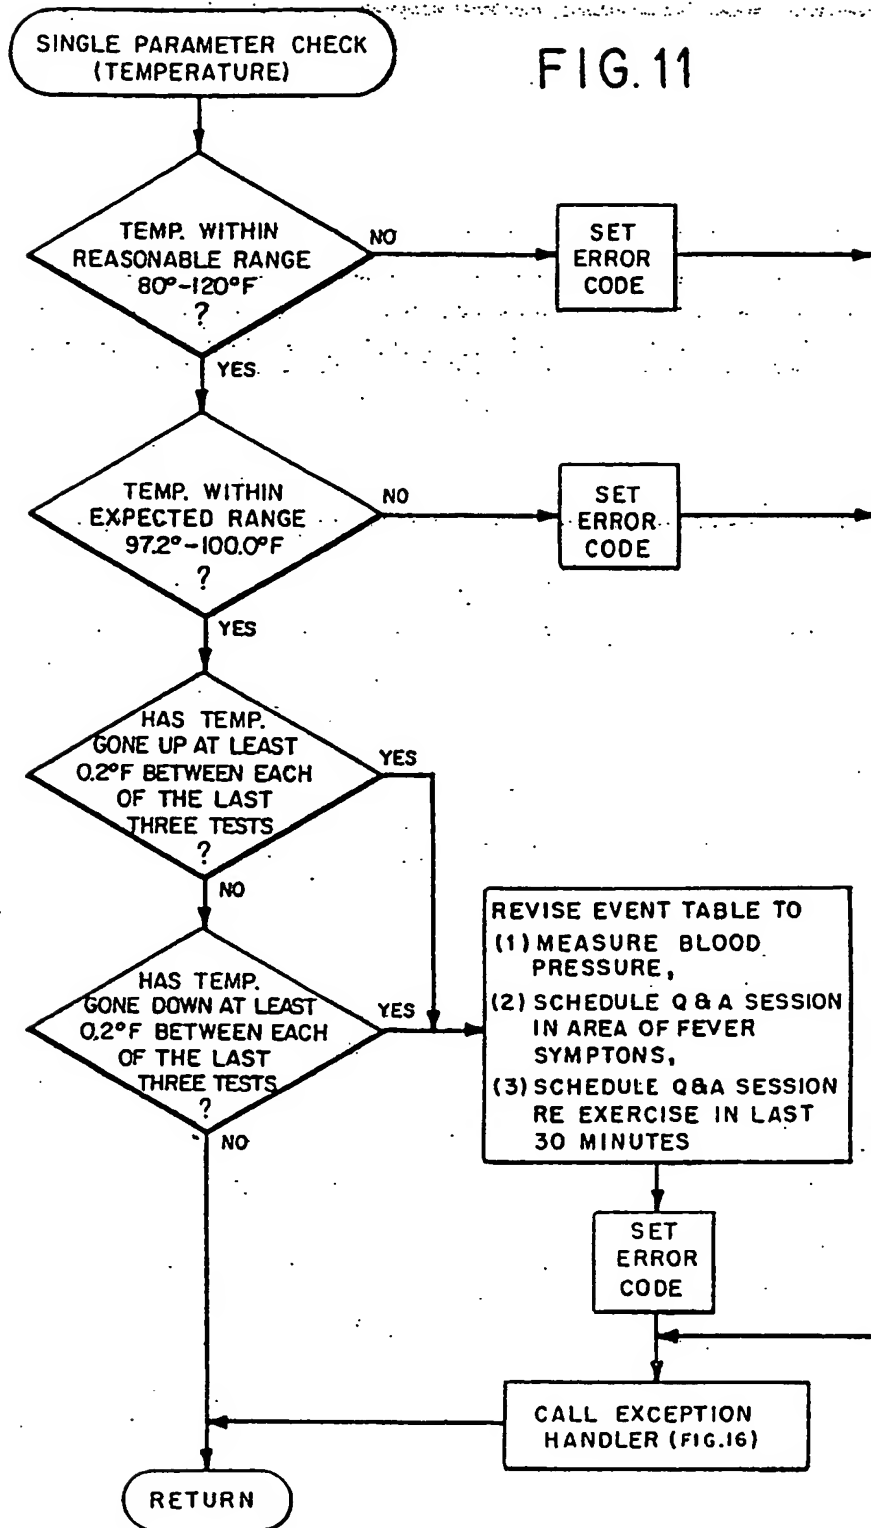 SINGLE PARAMETER CHECK
(TEMPERATURE)
FIG.11
TEMP. WITHIN
REASONABLE RANGE
80°-120°F
?
NO
SET
ERROR
CODE
YES
TEMP. WITHIN
EXPECTED RANGE
97.2°-100.0°F
?
NO
SET
ERROR
CODE
YES
HAS TEMP.
GONE UP AT LEAST
0.2°F BETWEEN EACH
OF THE LAST
THREE TESTS
?
YES
NO
HAS TEMP.
GONE DOWN AT LEAST
0.2°F BETWEEN EACH
OF THE LAST
THREE TESTS
?
YES
NO
REVISE EVENT TABLE TO
(1) MEASURE BLOOD
PRESSURE,
(2) SCHEDULE Q & A SESSION
IN AREA OF FEVER
SYMPTONS,
(3) SCHEDULE Q&A SESSION
RE EXERCISE IN LAST
30 MINUTES
SET
ERROR
CODE
CALL EXCEPTION
HANDLER (FIG.16)
RETURN